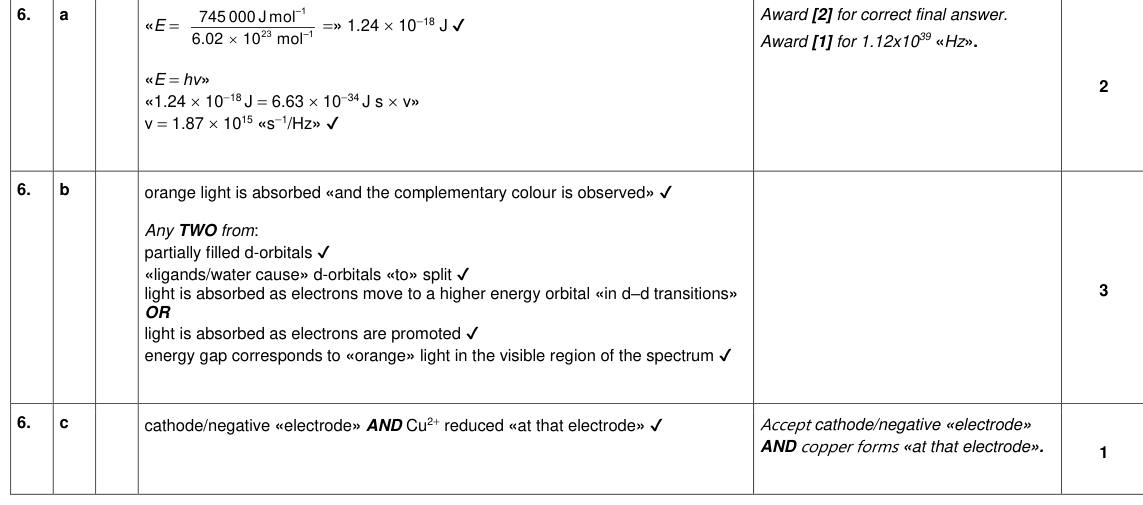 6. a «E = 745 000 J mol⁻¹ / 6.02 × 10²³ mol⁻¹ =» 1.24 × 10⁻¹⁸ J ✓
«E = hv»
«1.24 × 10⁻¹⁸ J = 6.63 × 10⁻³⁴ J s × v»
v = 1.87 × 10¹⁵ «s⁻¹/Hz» ✓
Award [2] for correct final answer.
Award [1] for 1.12x10³⁹ «Hz».
2
6. b orange light is absorbed «and the complementary colour is observed» ✓
Any TWO from:
partially filled d-orbitals ✓
«ligands/water cause» d-orbitals «to» split ✓
light is absorbed as electrons move to a higher energy orbital «in d–d transitions»
OR
light is absorbed as electrons are promoted ✓
energy gap corresponds to «orange» light in the visible region of the spectrum ✓
3
6. c cathode/negative «electrode» AND Cu²⁺ reduced «at that electrode» ✓
Accept cathode/negative «electrode»
AND copper forms «at that electrode».
1